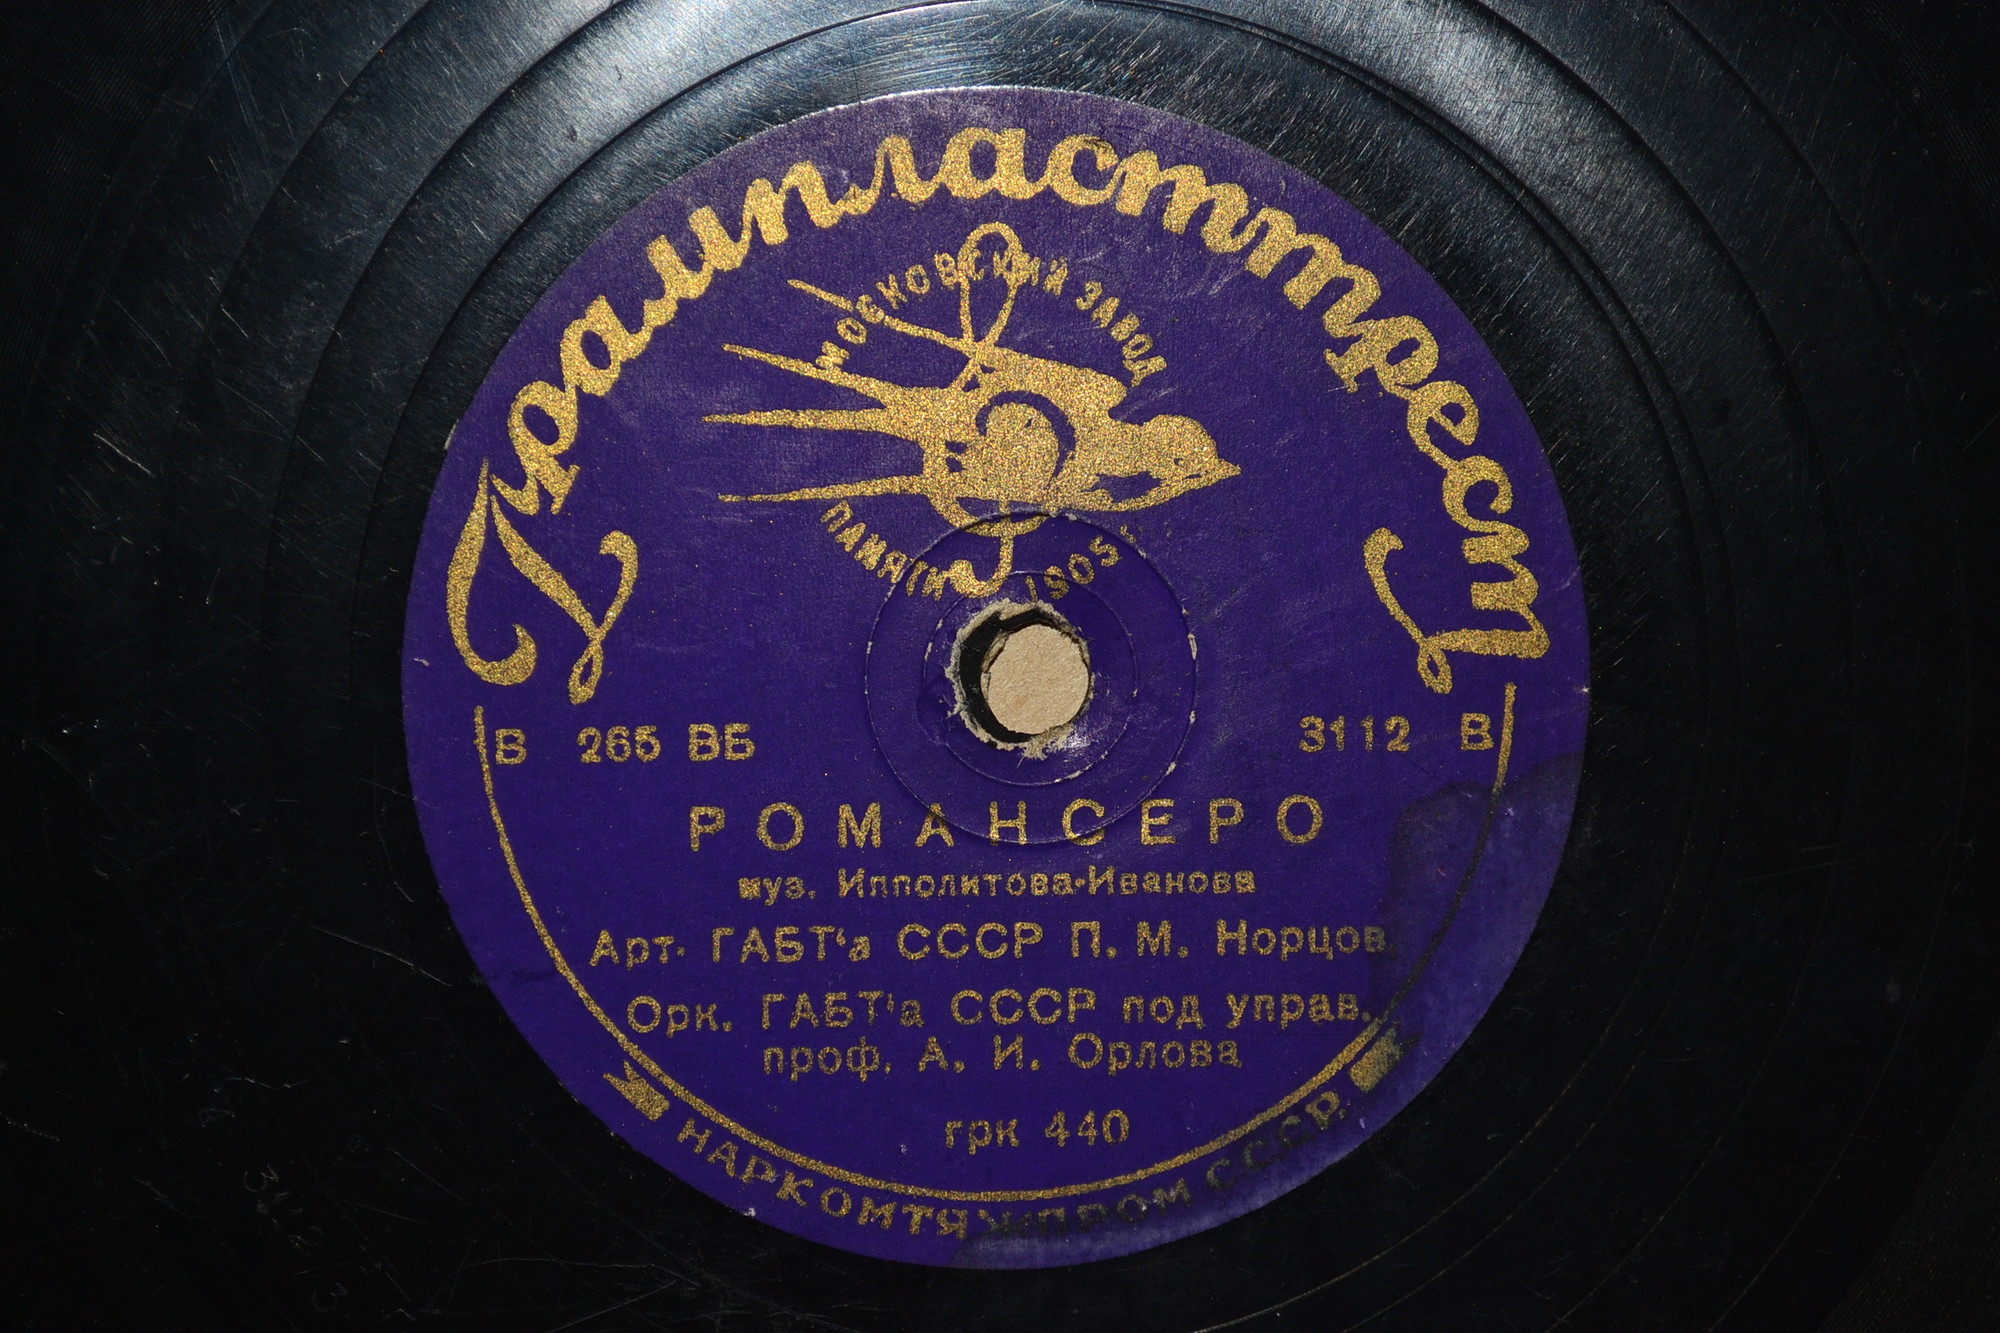 Грампласттрест
МОСКОВСКИЙ ЗАВОД
ПАМЯТИ 1905"
В 265 ВБ
3112 В
РОМАНСЕРО
муз. Ипполитова-Иванова
Арт. ГАБТ‘а СССР П. М. Норцов.
Орк. ГАБТ‘а СССР под управ.
проф. А. И. Орлова
грк 440
НАРКОМТЯЖПРОМ СССР.